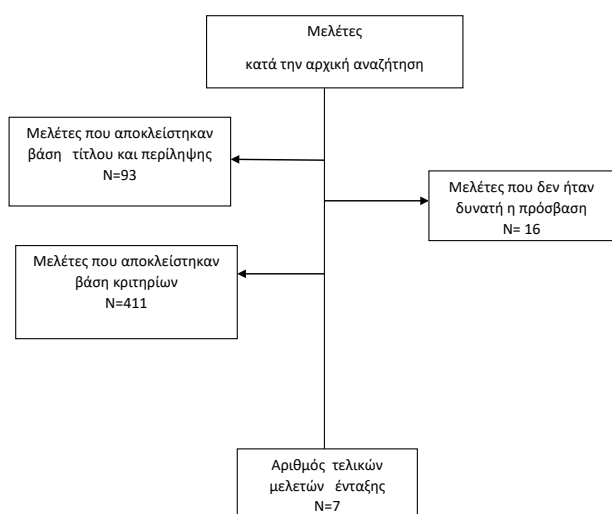 Μελέτες
κατά την αρχική αναζήτηση
Μελέτες που αποκλείστηκαν
βάση τίτλου και περίληψης
Ν=93
Μελέτες που δεν ήταν
δυνατή η πρόσβαση
Ν= 16
Μελέτες που αποκλείστηκαν
βάση κριτηρίων
Ν=411
Αριθμός τελικών
μελετών ένταξης
Ν=7